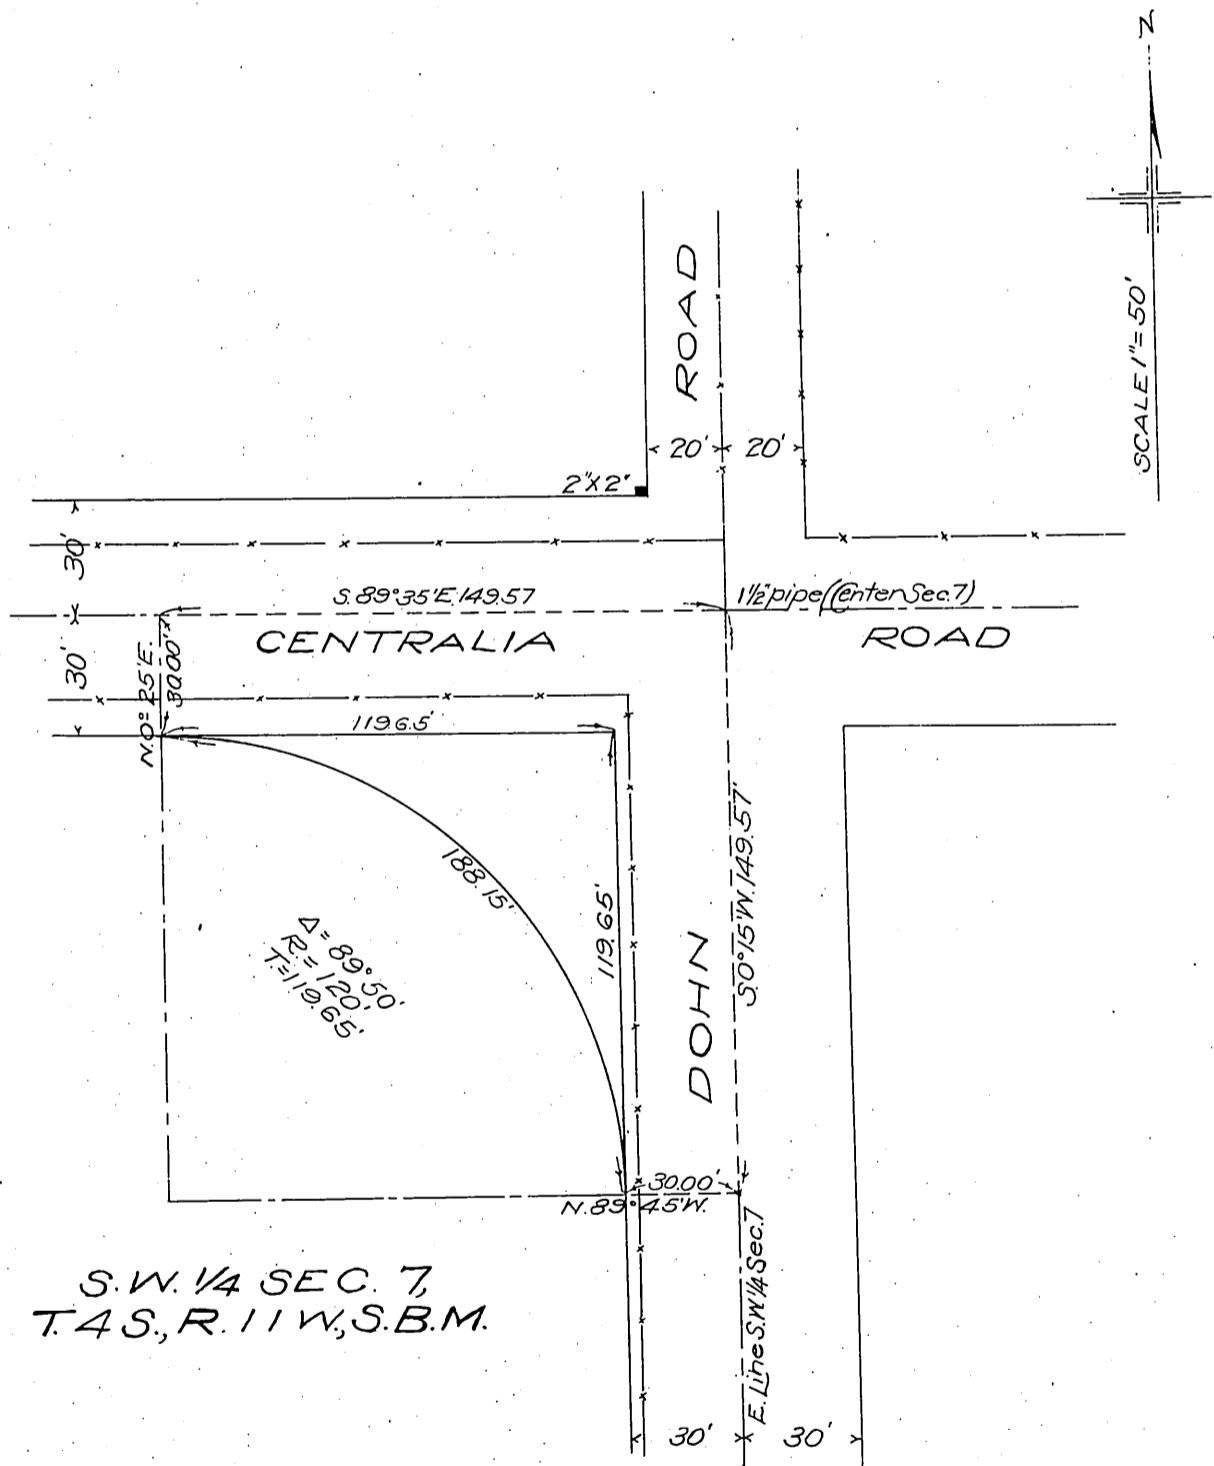 N
SCALE 1"=50'
ROAD
20' 20'
2"X2"
30'
S.89°35'E.149.57
1½"pipe(Center Sec.7)
CENTRALIA ROAD
30'
N.0°25'E.
30.00'
119.65'
188.15'
119.65'
S.0°15'W.149.57'
Δ=89°50'
R.=120'
T.=119.65'
DOHN
30.00'
N.89°45'W.
E. Line S.W.¼ Sec.7
S.W. 1/4 SEC. 7,
T.4S., R.11W., S.B.M.
30' 30'